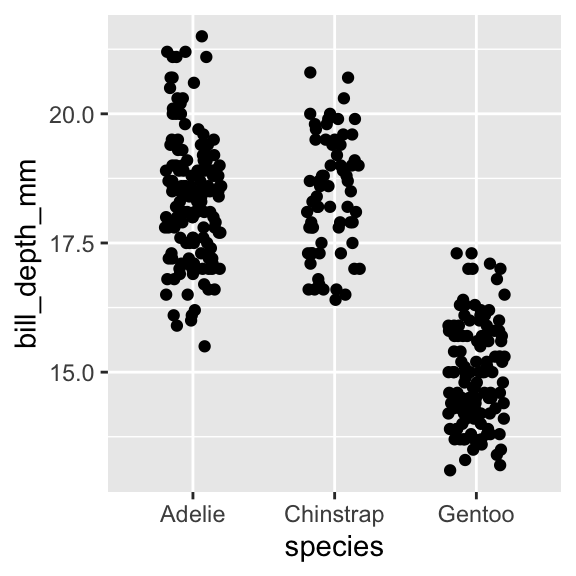 bill_depth_mm
20.0
17.5
15.0
Adelie Chinstrap Gentoo
species